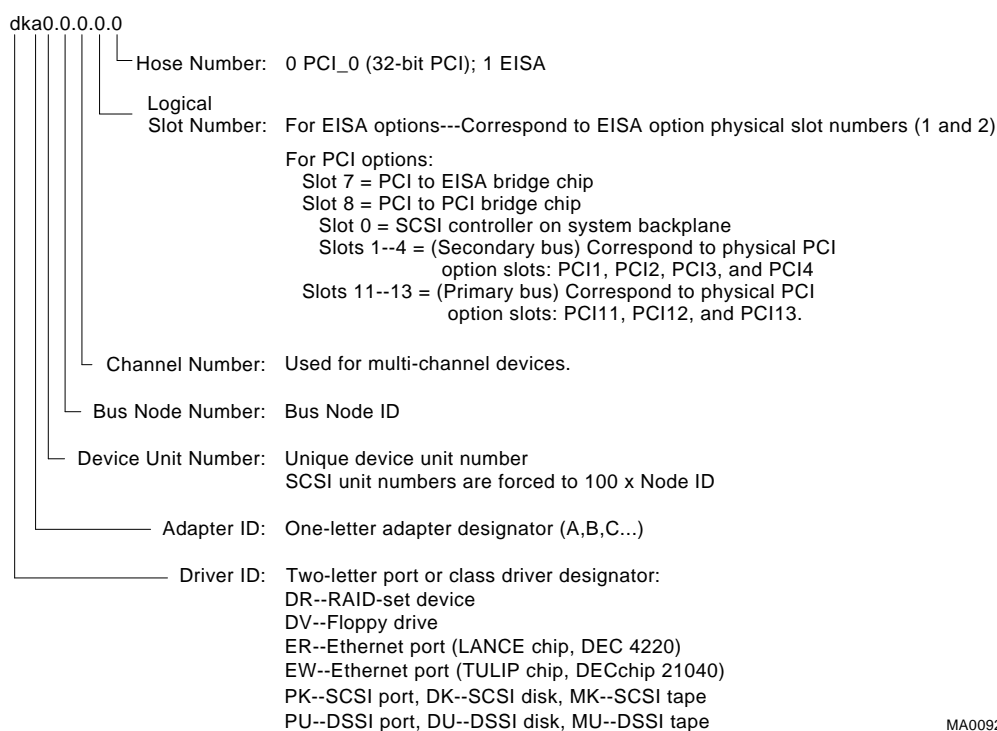 dka0.0.0.0.0
Hose Number: 0 PCI_0 (32-bit PCI); 1 EISA
Logical
Slot Number: For EISA options---Correspond to EISA option physical slot numbers (1 and 2)
For PCI options:
Slot 7 = PCI to EISA bridge chip
Slot 8 = PCI to PCI bridge chip
Slot 0 = SCSI controller on system backplane
Slots 1--4 = (Secondary bus) Correspond to physical PCI
option slots: PCI1, PCI2, PCI3, and PCI4
Slots 11--13 = (Primary bus) Correspond to physical PCI
option slots: PCI11, PCI12, and PCI13.
Channel Number: Used for multi-channel devices.
Bus Node Number: Bus Node ID
Device Unit Number: Unique device unit number
SCSI unit numbers are forced to 100 x Node ID
Adapter ID: One-letter adapter designator (A,B,C...)
Driver ID: Two-letter port or class driver designator:
DR--RAID-set device
DV--Floppy drive
ER--Ethernet port (LANCE chip, DEC 4220)
EW--Ethernet port (TULIP chip, DECchip 21040)
PK--SCSI port, DK--SCSI disk, MK--SCSI tape
PU--DSSI port, DU--DSSI disk, MU--DSSI tape
MA0092